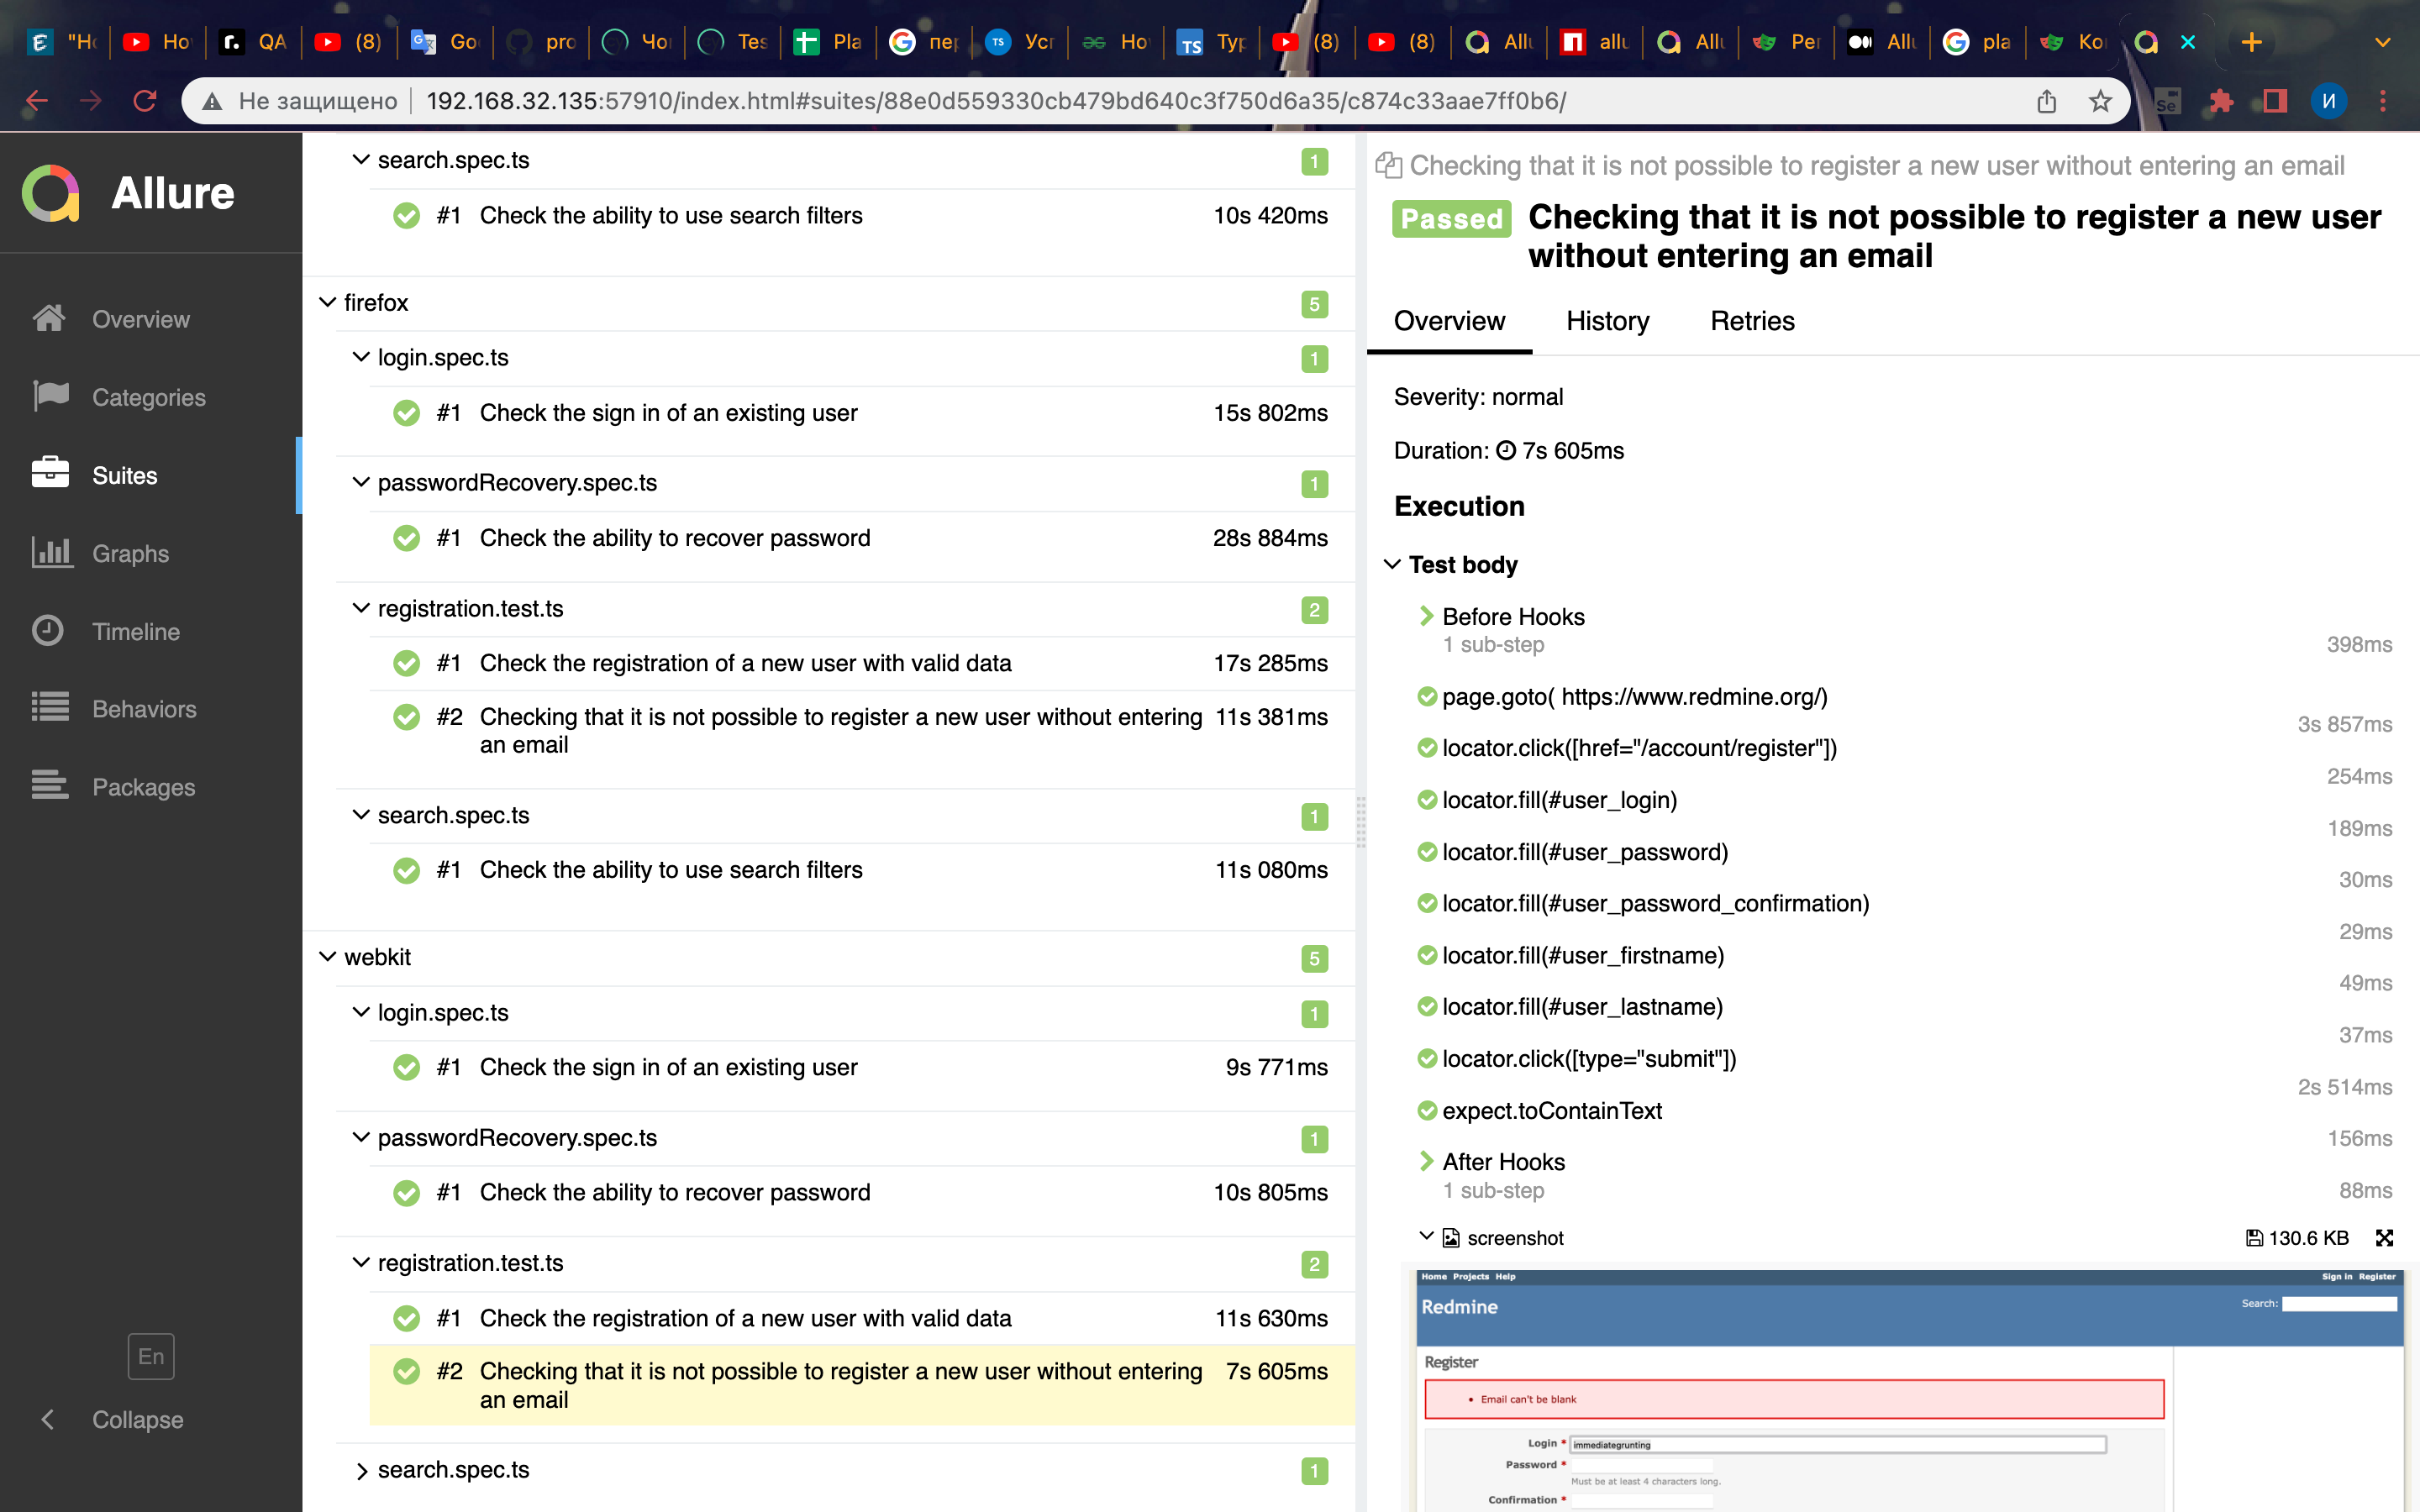 "Но
Но
QA
(8)
Go
pro
Чог
Tes
Pla
пер
Уст
Но
Typ
(8)
(8)
Allu
allu
Allu
Per
Allu
pla
Ко
Не защищено
192.168.32.135:57910/index.html#suites/88e0d559330cb479bd640c3f750d6a35/c874c33aae7ff0b6/
Se
И
Allure
Overview
Categories
Suites
Graphs
Timeline
Behaviors
Packages
En
Collapse
search.spec.ts 1
#1 Check the ability to use search filters 10s 420ms
firefox 5
login.spec.ts 1
#1 Check the sign in of an existing user 15s 802ms
passwordRecovery.spec.ts 1
#1 Check the ability to recover password 28s 884ms
registration.test.ts 2
#1 Check the registration of a new user with valid data 17s 285ms
#2 Checking that it is not possible to register a new user without entering 11s 381ms
an email
search.spec.ts 1
#1 Check the ability to use search filters 11s 080ms
webkit 5
login.spec.ts 1
#1 Check the sign in of an existing user 9s 771ms
passwordRecovery.spec.ts 1
#1 Check the ability to recover password 10s 805ms
registration.test.ts 2
#1 Check the registration of a new user with valid data 11s 630ms
#2 Checking that it is not possible to register a new user without entering 7s 605ms
an email
search.spec.ts 1
Checking that it is not possible to register a new user without entering an email
Passed Checking that it is not possible to register a new user
without entering an email
Overview History Retries
Severity: normal
Duration: 7s 605ms
Execution
Test body
Before Hooks
1 sub-step 398ms
page.goto( https://www.redmine.org/)
3s 857ms
locator.click([href="/account/register"])
254ms
locator.fill(#user_login)
189ms
locator.fill(#user_password)
30ms
locator.fill(#user_password_confirmation)
29ms
locator.fill(#user_firstname)
49ms
locator.fill(#user_lastname)
37ms
locator.click([type="submit"])
2s 514ms
expect.toContainText
156ms
After Hooks
1 sub-step 88ms
screenshot 130.6 KB
Home Projects Help Sign in Register
Redmine Search:
Register
• Email can't be blank
Login * immediategrunting
Password *
Must be at least 4 characters long.
Confirmation *